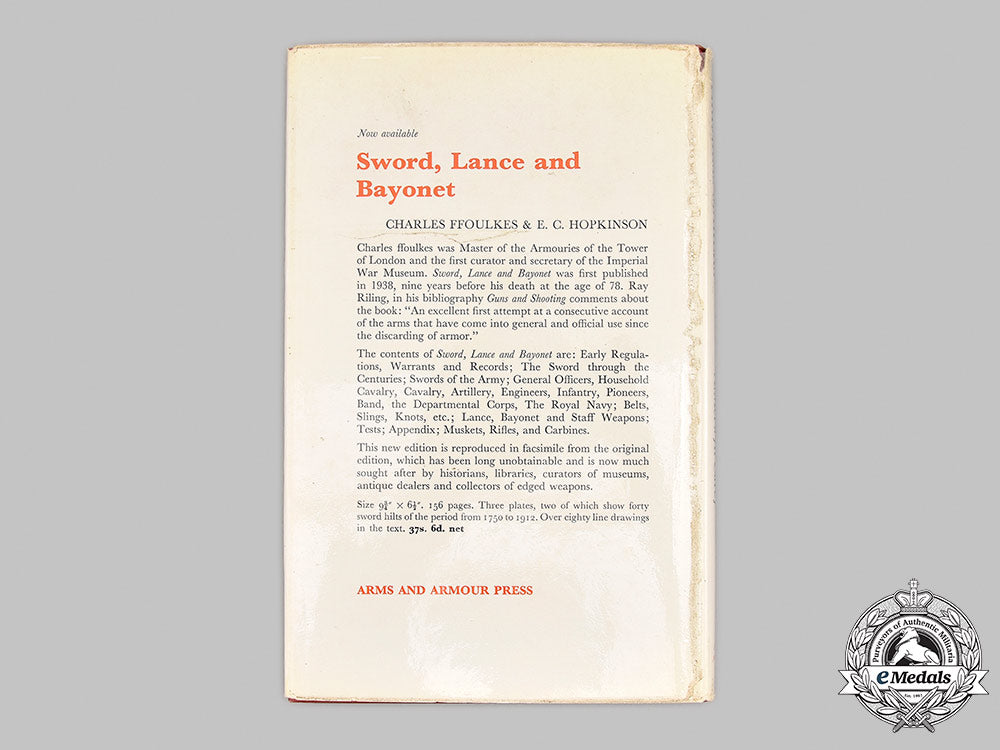 Now available
Sword, Lance and
Bayonet
CHARLES FFOULKES & E. C. HOPKINSON
Charles ffoulkes was Master of the Armouries of the Tower
of London and the first curator and secretary of the Imperial
War Museum. Sword, Lance and Bayonet was first published
in 1938, nine years before his death at the age of 78. Ray
Riling, in his bibliography Guns and Shooting comments about
the book: “An excellent first attempt at a consecutive account
of the arms that have come into general and official use since
the discarding of armor.”
The contents of Sword, Lance and Bayonet are: Early Regula-
tions, Warrants and Records; The Sword through the
Centuries; Swords of the Army; General Officers, Household
Cavalry, Cavalry, Artillery, Engineers, Infantry, Pioneers,
Band, the Departmental Corps, The Royal Navy; Belts,
Slings, Knots, etc.; Lance, Bayonet and Staff Weapons;
Tests; Appendix; Muskets, Rifles, and Carbines.
This new edition is reproduced in facsimile from the original
edition, which has been long unobtainable and is now much
sought after by historians, libraries, curators of museums,
antique dealers and collectors of edged weapons.
Size 9¾″ × 6½″. 156 pages. Three plates, two of which show forty
sword hilts of the period from 1750 to 1912. Over eighty line drawings
in the text. 37s. 6d. net
ARMS AND ARMOUR PRESS
Purveyors of Authentic Militaria
eMedals
Est. 1967